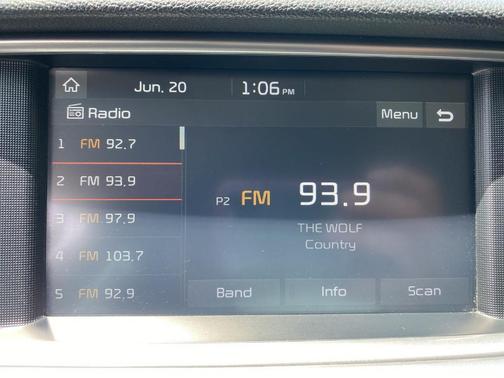 Jun. 20 1:06 PM
Radio Menu
1 FM 92.7
2 FM 93.9
3 FM 97.9
4 FM 103.7
5 FM 92.9
P2 FM 93.9
THE WOLF
Country
Band Info Scan